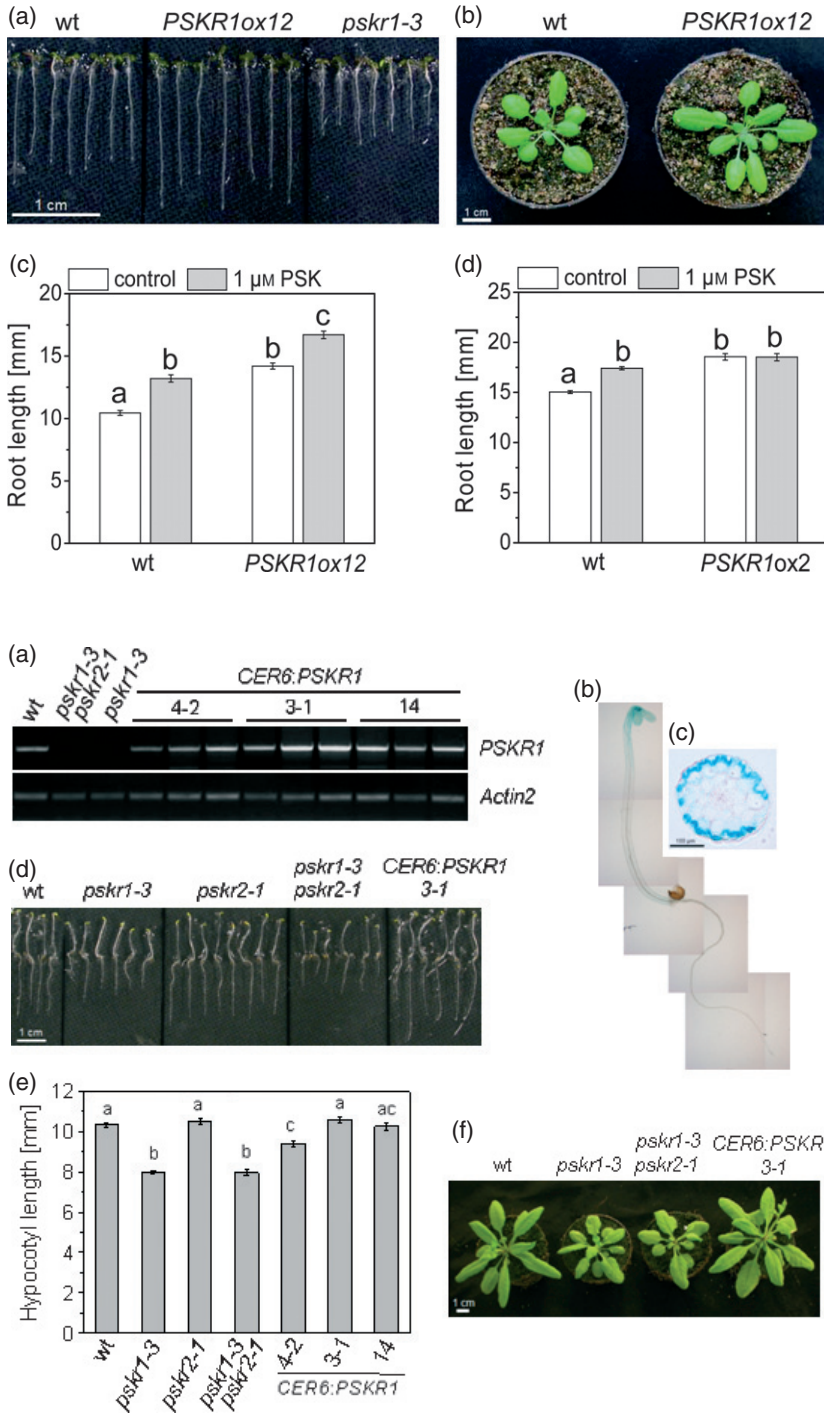 (a) wt PSKR1ox12 pskr1-3
1 cm
(b) wt PSKR1ox12
1 cm
(c) control 1 µM PSK
Root length [mm]
20
15
10
5
0
a b b c
wt PSKR1ox12
(d) control 1 µM PSK
Root length [mm]
25
20
15
10
5
0
a b b b
wt PSKR1ox2
(a) CER6:PSKR1
wt pskr1-3 pskr2-1 pskr1-3 4-2 3-1 14
PSKR1
Actin2
(b)
(c)
100 µm
(d) wt pskr1-3 pskr2-1 pskr1-3 pskr2-1 CER6:PSKR1 3-1
1 cm
(e)
Hypocotyl length [mm]
12
10
8
6
4
2
0
a b a b c a ac
wt pskr1-3 pskr2-1 pskr1-3 pskr2-1 4-2 3-1 14
CER6:PSKR1
(f) wt pskr1-3 pskr1-3 pskr2-1 CER6:PSKR 3-1
1 cm